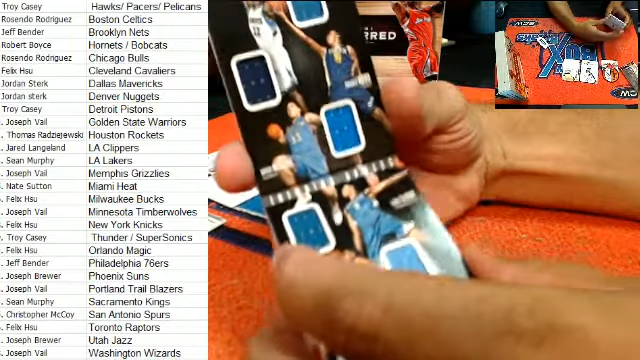 Troy Casey Hawks/ Pacers/ Pelicans
Rosendo Rodriguez Boston Celtics
Jeff Bender Brooklyn Nets
Robert Boyce Hornets / Bobcats
Rosendo Rodriguez Chicago Bulls
Felix Hsu Cleveland Cavaliers
Jordan Sterk Dallas Mavericks
Jordan sterk Denver Nuggets
Troy Casey Detroit Pistons
Joseph Vail Golden State Warriors
Thomas Radziejewski Houston Rockets
Jared Langeland LA Clippers
Sean Murphy LA Lakers
Joseph Vail Memphis Grizzlies
Nate Sutton Miami Heat
Felix Hsu Milwaukee Bucks
Joseph Vail Minnesota Timberwolves
Felix Hsu New York Knicks
Troy Casey Thunder / SuperSonics
Felix Hsu Orlando Magic
Jeff Bender Philadelphia 76ers
Joseph Brewer Phoenix Suns
Joseph Vail Portland Trail Blazers
Sean Murphy Sacramento Kings
Christopher McCoy San Antonio Spurs
Felix Hsu Toronto Raptors
Joseph Brewer Utah Jazz
Joseph Vail Washington Wizards